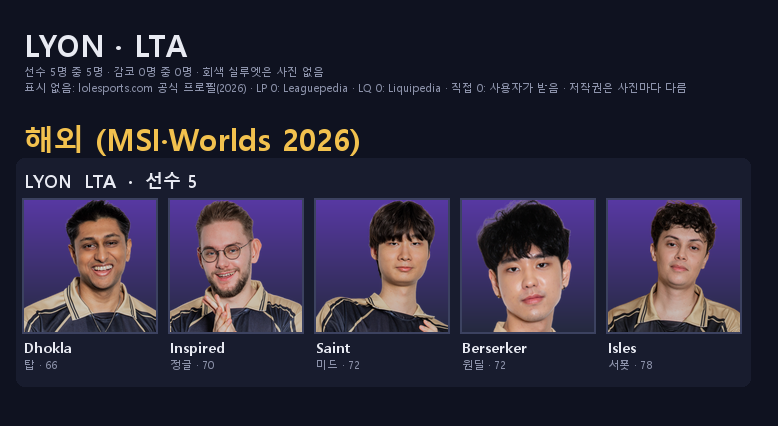 LYON · LTA
선수 5명 중 5명 · 감코 0명 중 0명 · 회색 실루엣은 사진 없음
표시 없음: lolesports.com 공식 프로필(2026) · LP 0: Leaguepedia · LQ 0: Liquipedia · 직접 0: 사용자가 받음 · 저작권은 사진마다 다름
해외 (MSI·Worlds 2026)
LYON LTA · 선수 5
Dhokla Inspired Saint Berserker Isles
탑 · 66 정글 · 70 미드 · 72 원딜 · 72 서폿 · 78